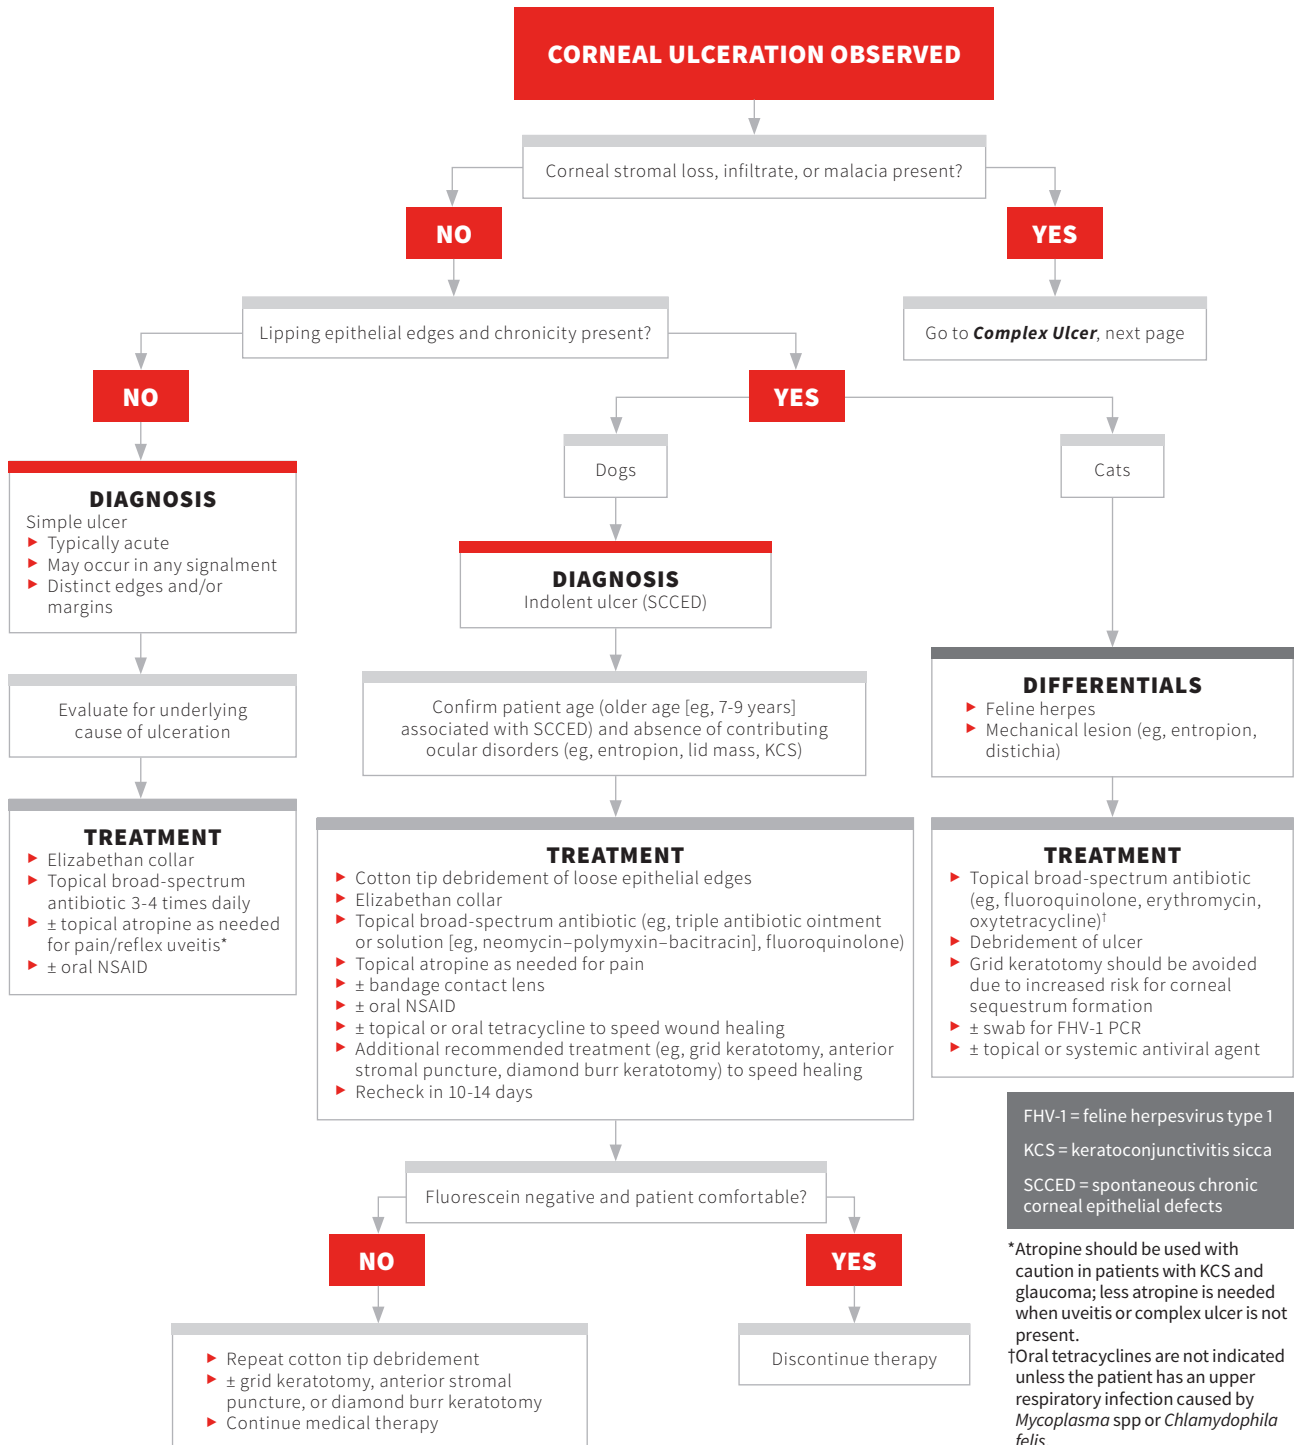 CORNEAL ULCERATION OBSERVED
Corneal stromal loss, infiltrate, or malacia present?
NO
YES
Lipping epithelial edges and chronicity present?
Go to Complex Ulcer, next page
NO
YES
Dogs
Cats
DIAGNOSIS
Simple ulcer
► Typically acute
► May occur in any signalment
► Distinct edges and/or
margins
DIAGNOSIS
Indolent ulcer (SCCED)
Evaluate for underlying
cause of ulceration
Confirm patient age (older age [eg, 7-9 years]
associated with SCCED) and absence of contributing
ocular disorders (eg, entropion, lid mass, KCS)
DIFFERENTIALS
► Feline herpes
► Mechanical lesion (eg, entropion,
distichia)
TREATMENT
► Elizabethan collar
► Topical broad-spectrum
antibiotic 3-4 times daily
► ± topical atropine as needed
for pain/reflex uveitis*
► ± oral NSAID
TREATMENT
► Cotton tip debridement of loose epithelial edges
► Elizabethan collar
► Topical broad-spectrum antibiotic (eg, triple antibiotic ointment
or solution [eg, neomycin–polymyxin–bacitracin], fluoroquinolone)
► Topical atropine as needed for pain
► ± bandage contact lens
► ± oral NSAID
► ± topical or oral tetracycline to speed wound healing
► Additional recommended treatment (eg, grid keratotomy, anterior
stromal puncture, diamond burr keratotomy) to speed healing
► Recheck in 10-14 days
TREATMENT
► Topical broad-spectrum antibiotic
(eg, fluoroquinolone, erythromycin,
oxytetracycline)†
► Debridement of ulcer
► Grid keratotomy should be avoided
due to increased risk for corneal
sequestrum formation
► ± swab for FHV-1 PCR
► ± topical or systemic antiviral agent
Fluorescein negative and patient comfortable?
NO
YES
► Repeat cotton tip debridement
► ± grid keratotomy, anterior stromal
puncture, or diamond burr keratotomy
► Continue medical therapy
Discontinue therapy
FHV-1 = feline herpesvirus type 1
KCS = keratoconjunctivitis sicca
SCCED = spontaneous chronic
corneal epithelial defects
*Atropine should be used with
caution in patients with KCS and
glaucoma; less atropine is needed
when uveitis or complex ulcer is not
present.
†Oral tetracyclines are not indicated
unless the patient has an upper
respiratory infection caused by
Mycoplasma spp or Chlamydophila
felis